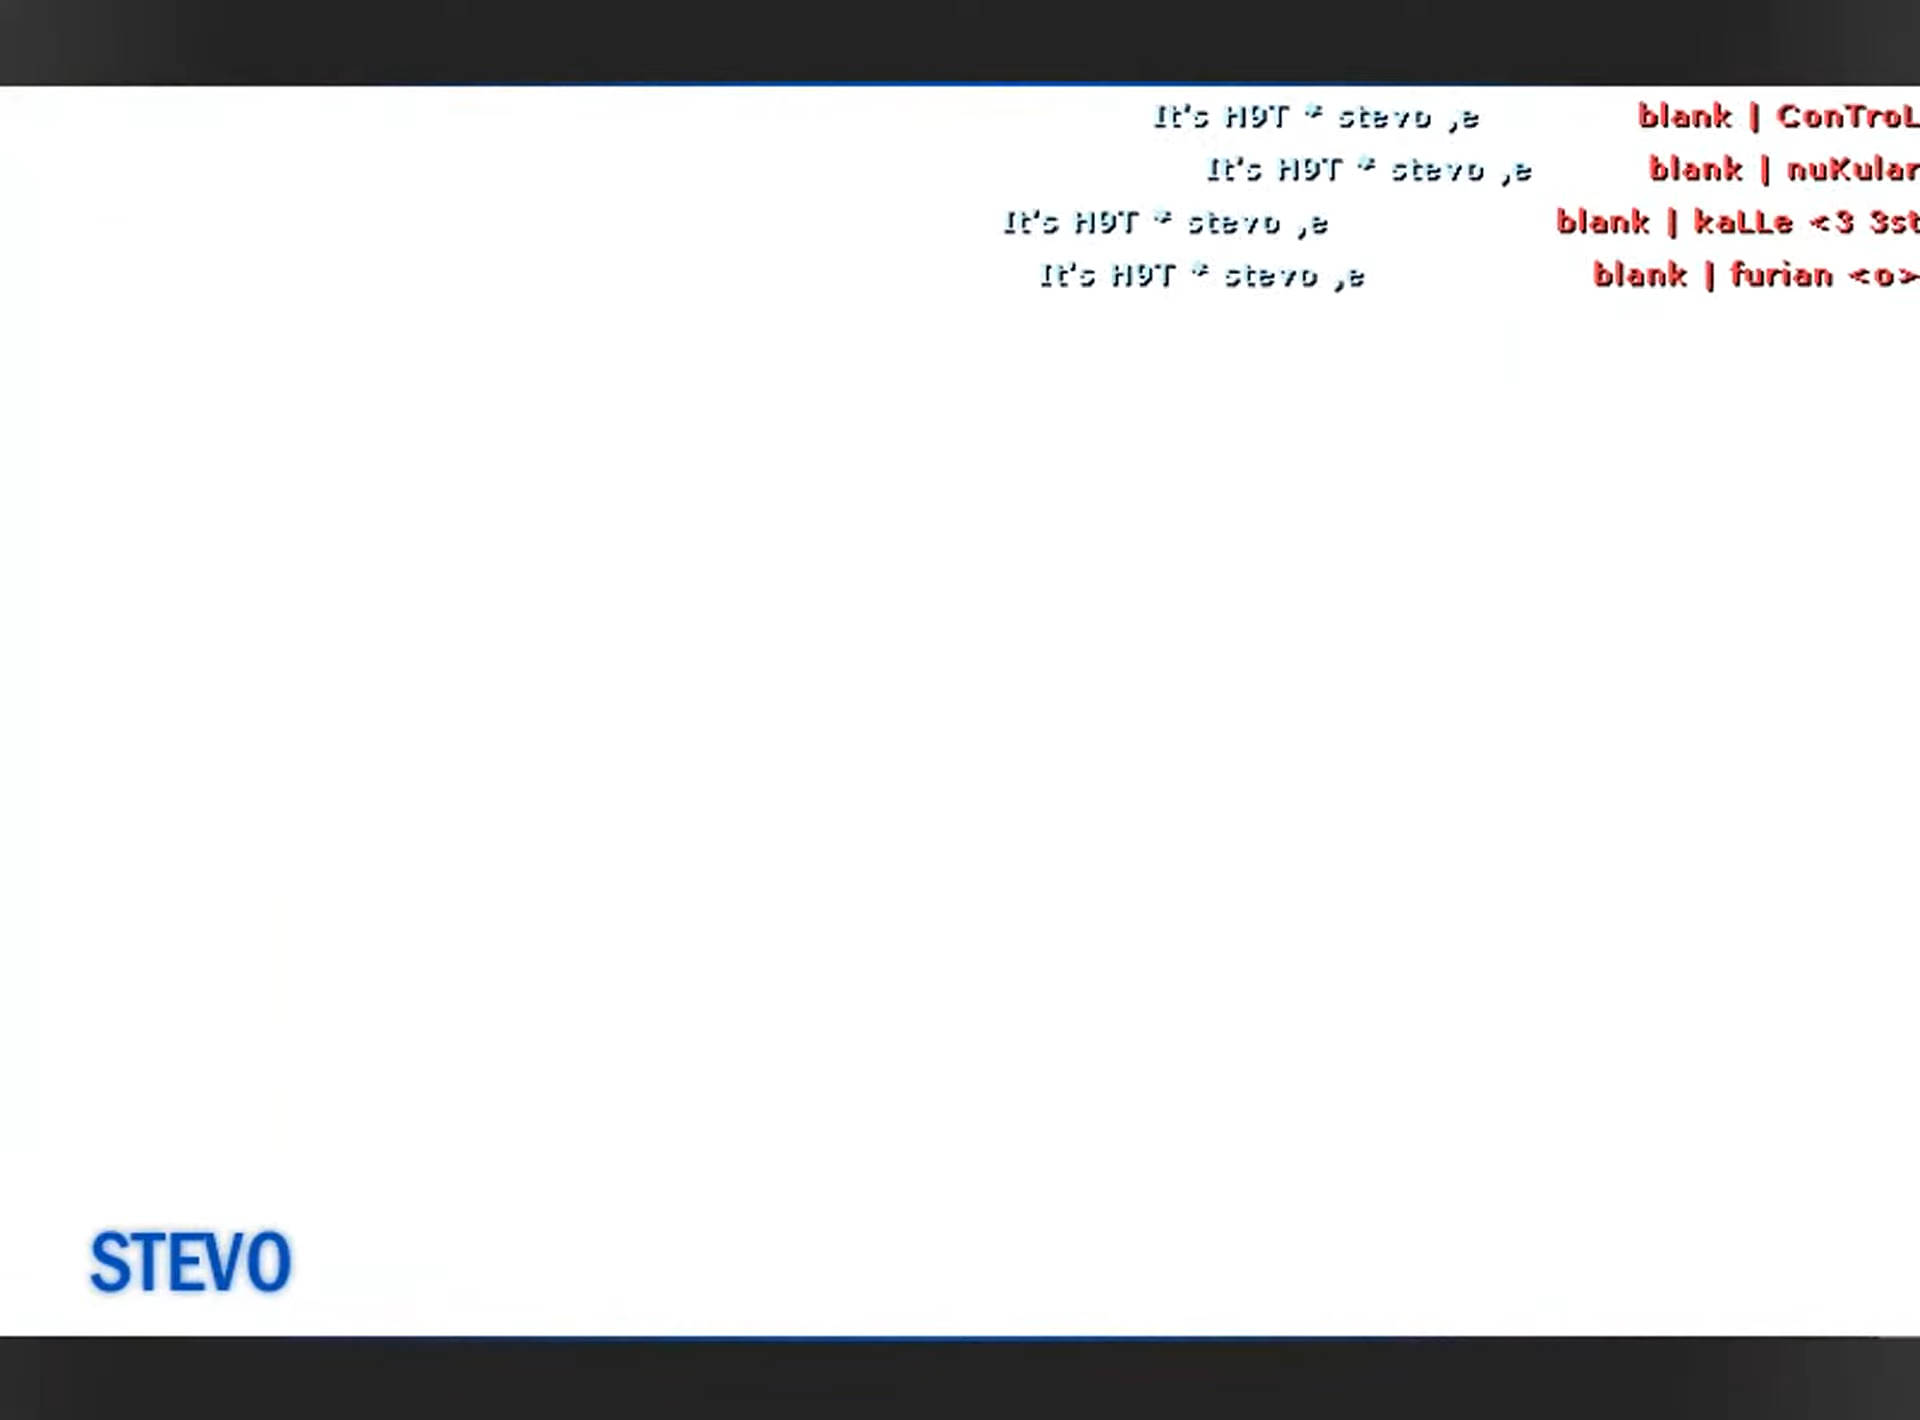 It's H9T * stevo ,e blank | ConTroL
It's H9T * stevo ,e blank | nuKular
It's H9T * stevo ,e blank | kaLLe <3 3st
It's H9T * stevo ,e blank | furian <o>
STEVO